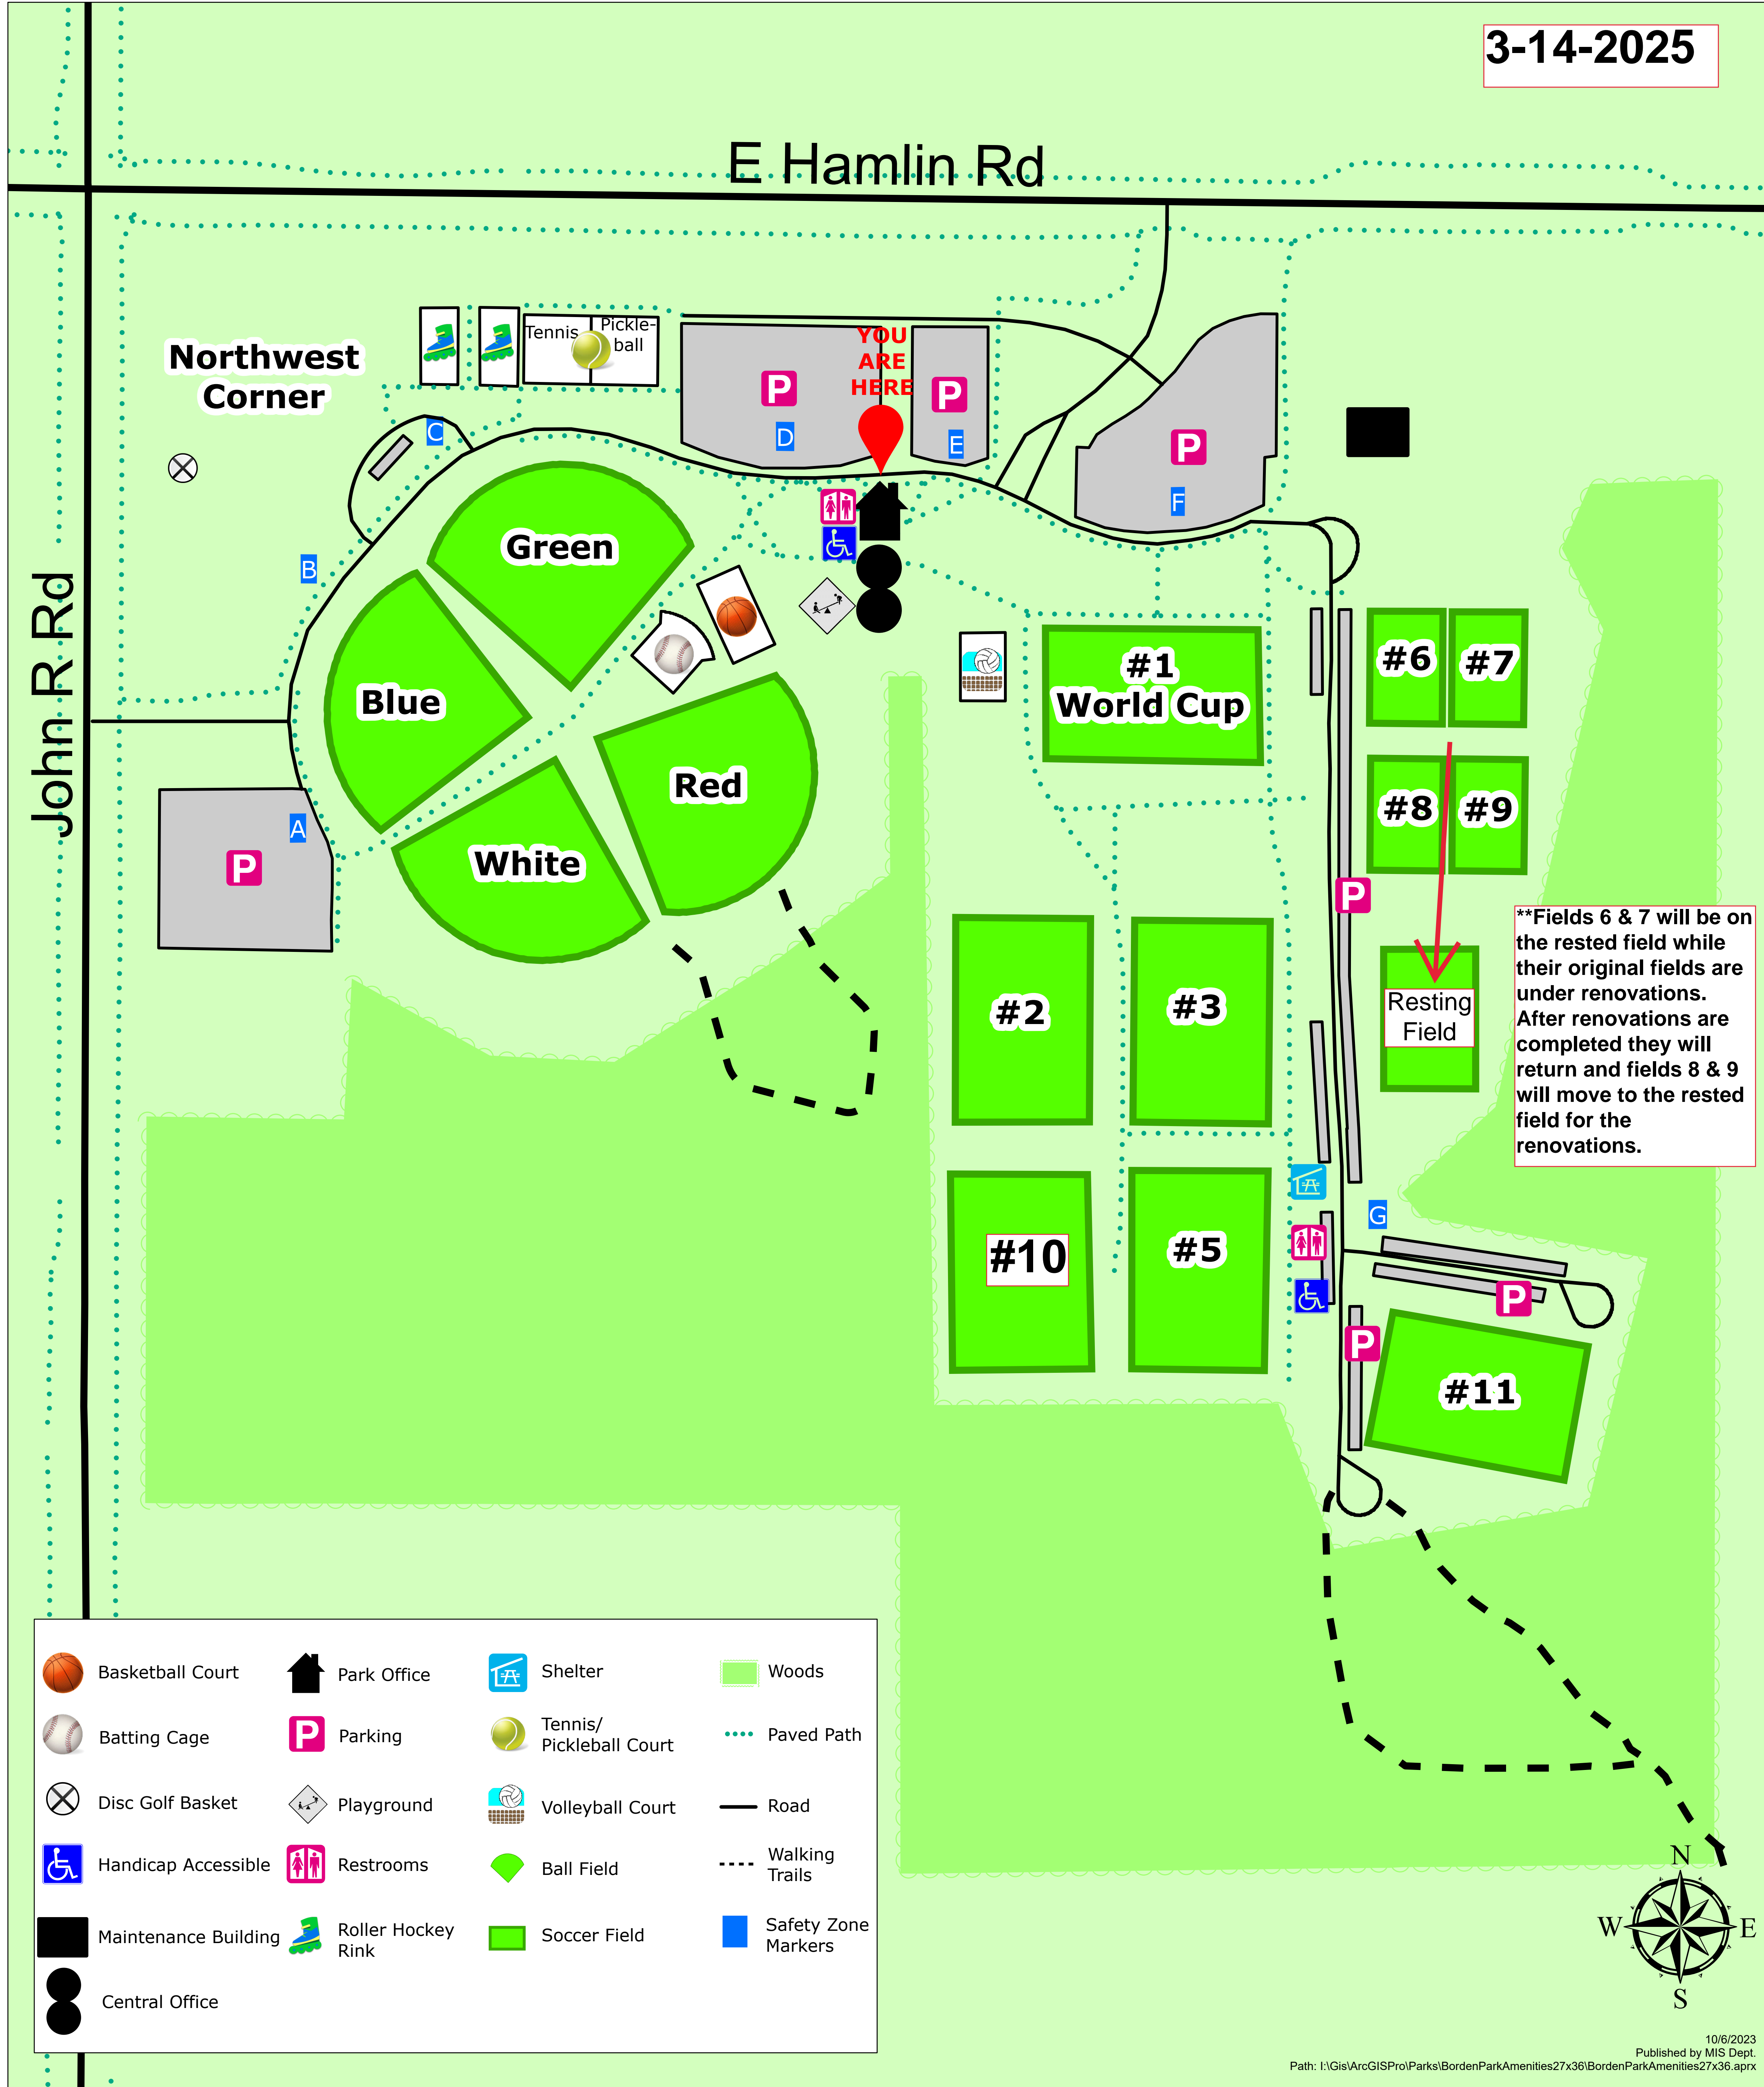 3-14-2025
E Hamlin Rd
John R Rd
Northwest
Corner
Tennis
Pickle-
ball
YOU
ARE
HERE
P
P
P
D
E
F
C
B
A
P
Green
Blue
Red
White
#1
World Cup
#6
#7
#8
#9
P
**Fields 6 & 7 will be on
the rested field while
their original fields are
under renovations.
After renovations are
completed they will
return and fields 8 & 9
will move to the rested
field for the
renovations.
Resting
Field
#2
#3
#10
#5
G
P
P
#11
Basketball Court
Batting Cage
Disc Golf Basket
Handicap Accessible
Maintenance Building
Central Office
Park Office
P
Parking
Playground
Restrooms
Roller Hockey
Rink
Shelter
Tennis/
Pickleball Court
Volleyball Court
Ball Field
Soccer Field
Woods
Paved Path
Road
Walking
Trails
Safety Zone
Markers
N
W
E
S
10/6/2023
Published by MIS Dept.
Path: I:\Gis\ArcGISPro\Parks\BordenParkAmenities27x36\BordenParkAmenities27x36.aprx